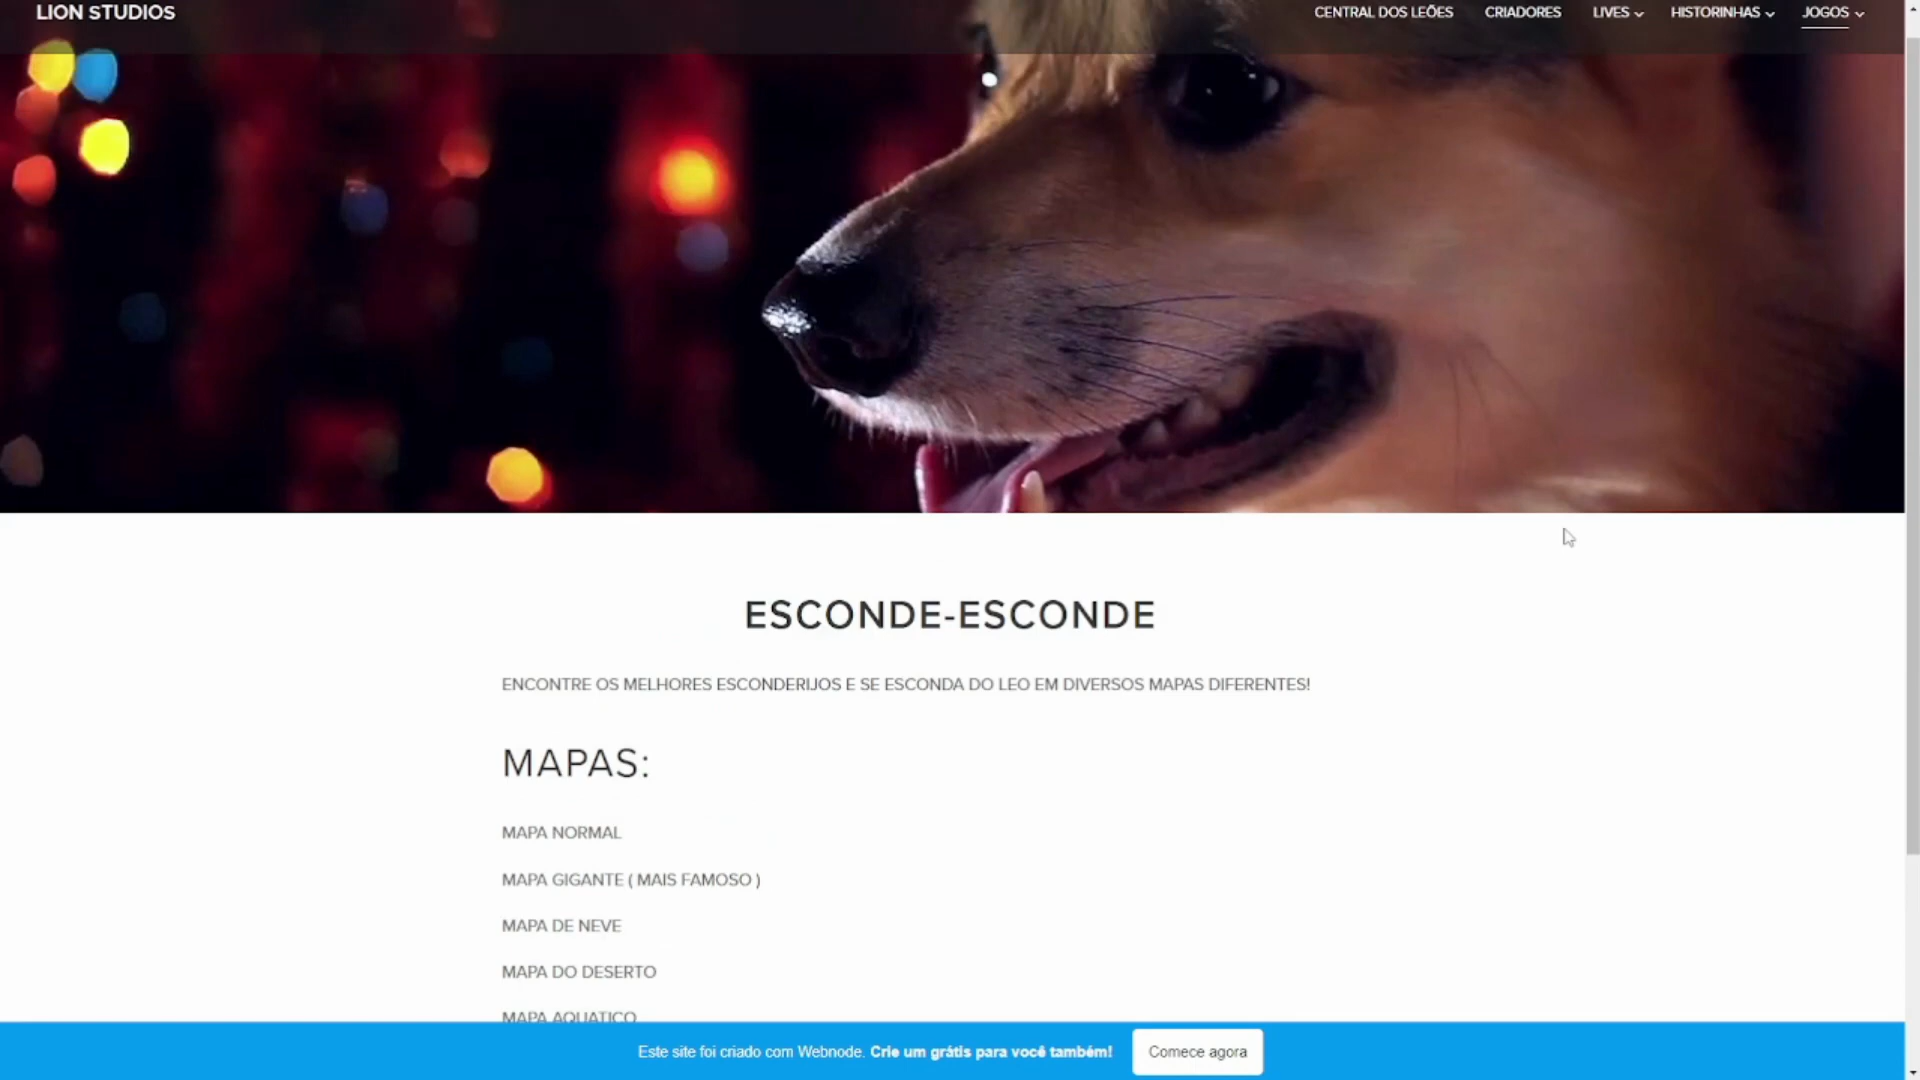 LION STUDIOS
CENTRAL DOS LEÕES CRIADORES LIVES HISTORINHAS JOGOS
ESCONDE-ESCONDE
ENCONTRE OS MELHORES ESCONDERIJOS E SE ESCONDA DO LEO EM DIVERSOS MAPAS DIFERENTES!
MAPAS:
MAPA NORMAL
MAPA GIGANTE ( MAIS FAMOSO )
MAPA DE NEVE
MAPA DO DESERTO
MAPA AQUATICO
Este site foi criado com Webnode. Crie um grátis para você também! Comece agora